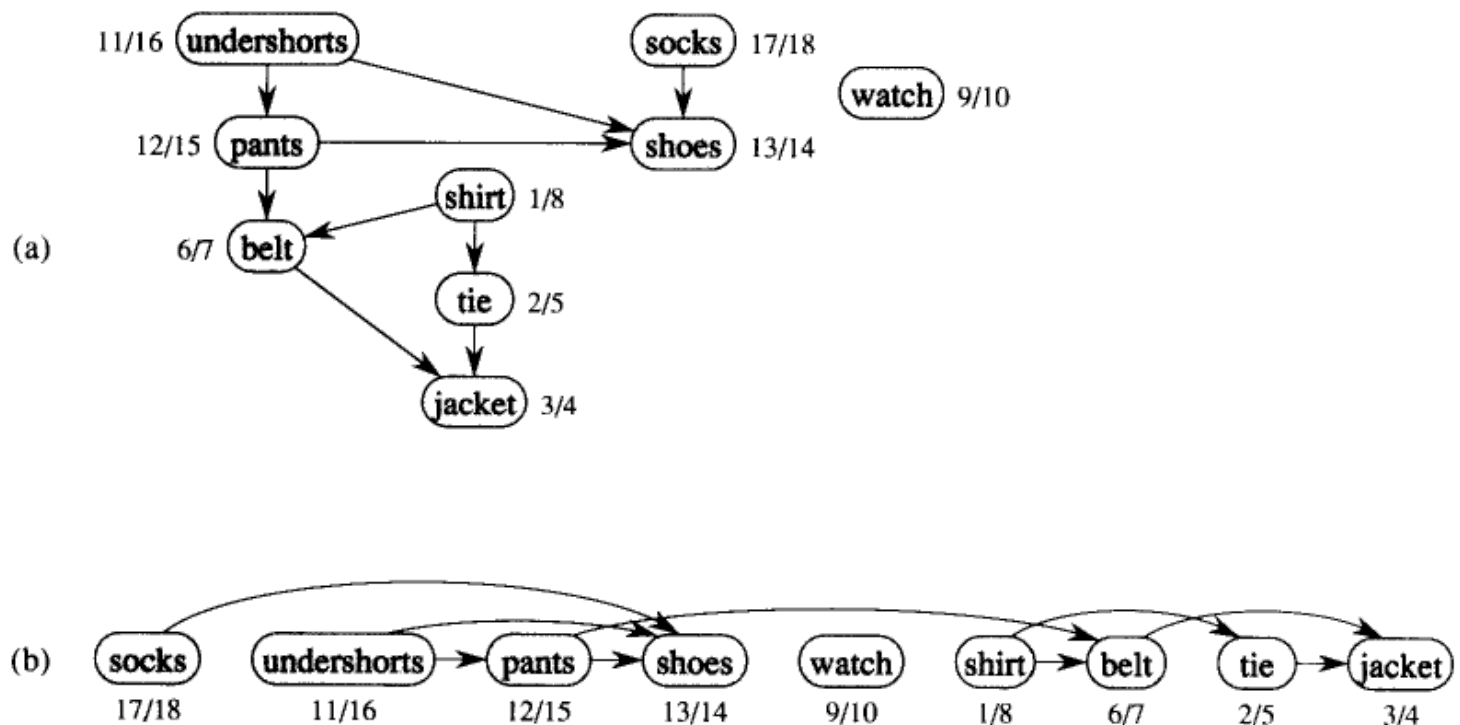 11/16 undershorts socks 17/18
watch 9/10
12/15 pants shoes 13/14
shirt 1/8
(a) 6/7 belt
tie 2/5
jacket 3/4
(b) socks undershorts pants shoes watch shirt belt tie jacket
17/18 11/16 12/15 13/14 9/10 1/8 6/7 2/5 3/4